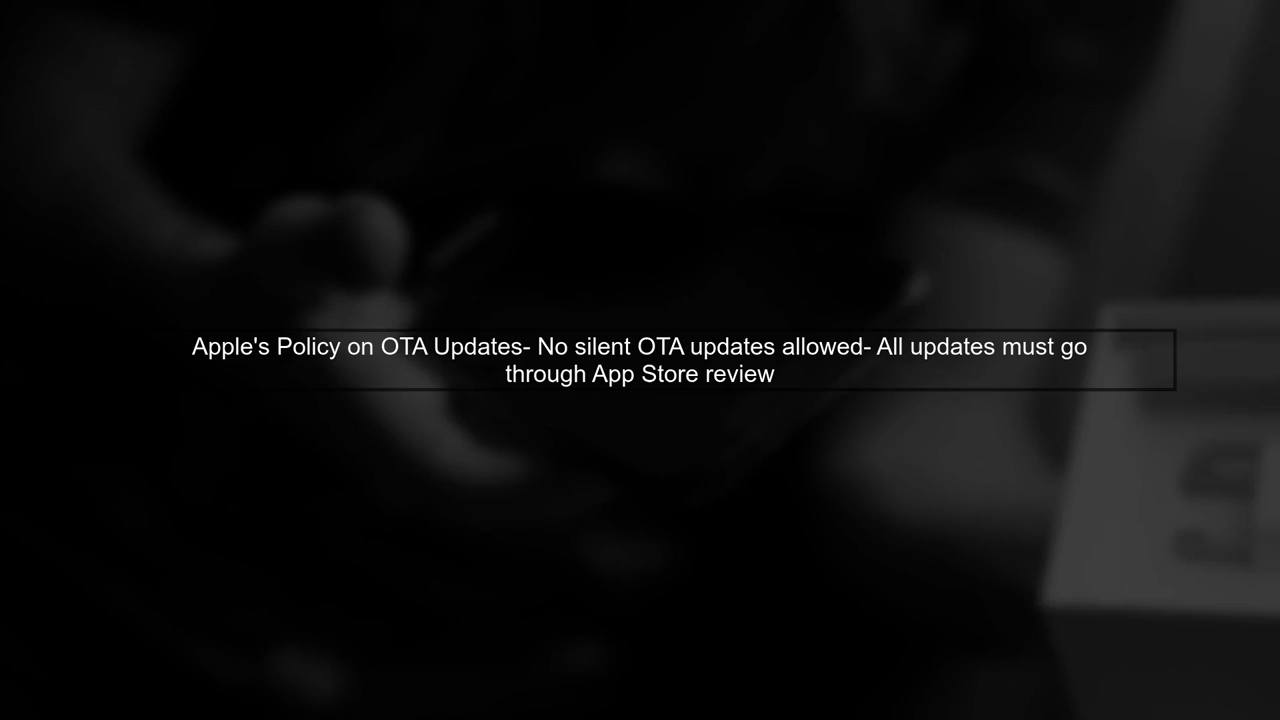 Apple's Policy on OTA Updates- No silent OTA updates allowed- All updates must go
through App Store review